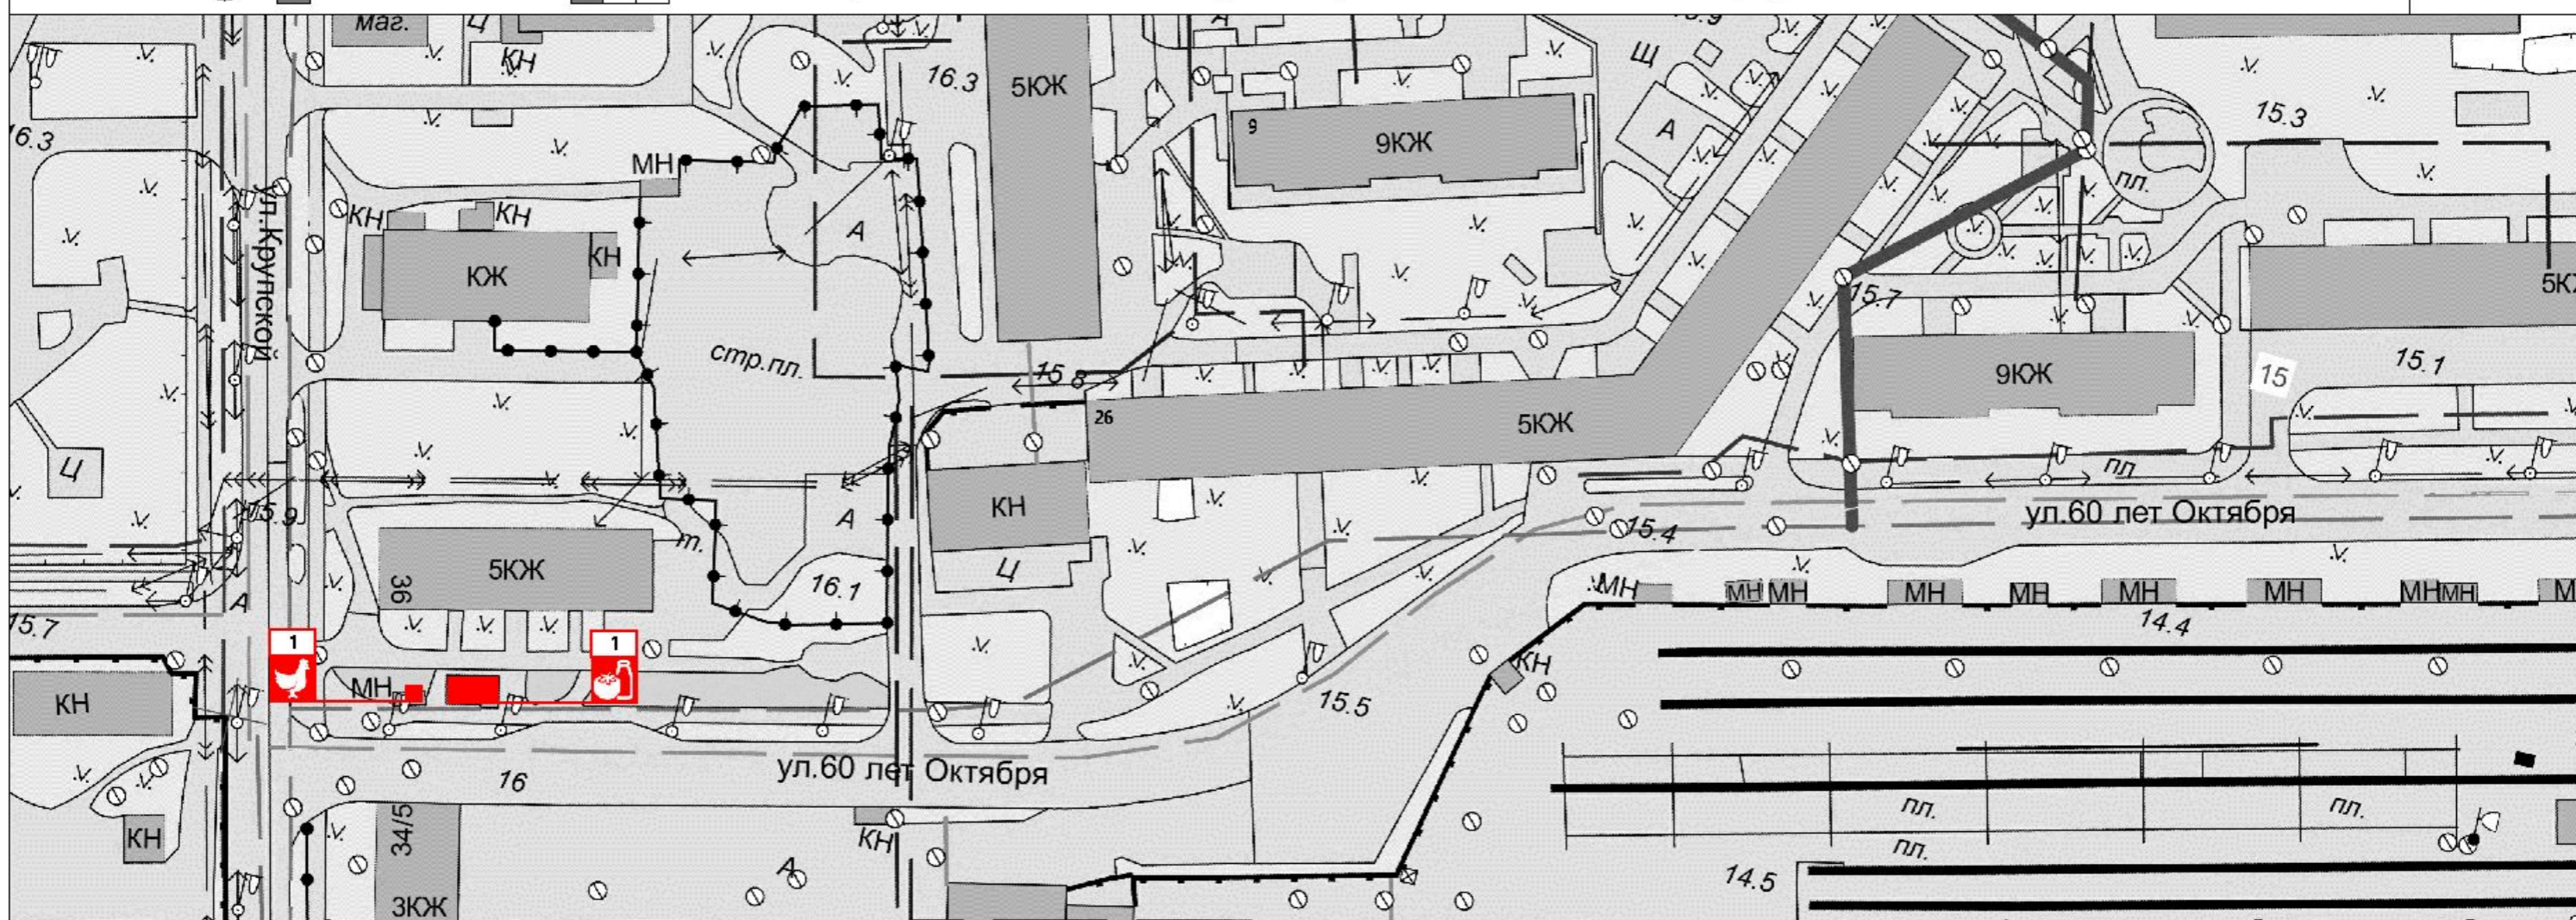 маг.
Ц
КН
16.3
5КЖ
А
9
9КЖ
Щ
А
15.3
пл.
16.3
МН
ул.Крупской
КН
КН
КН
КЖ
А
15.7
5КЖ
стр.пл.
15.8
9КЖ
15
15.1
26
5КЖ
Ц
15.9
А
КН
пл
ул.60 лет Октября
15.4
т.
5КЖ
36
16.1
Ц
А
15.7
МН
МН
МН
МН
МН
МН
МН
МН
МН
14.4
1
1
КН
МН
КН
15.5
16
ул.60 лет Октября
34/5
КН
КН
пл.
пл.
пл.
А
14.5
3КЖ